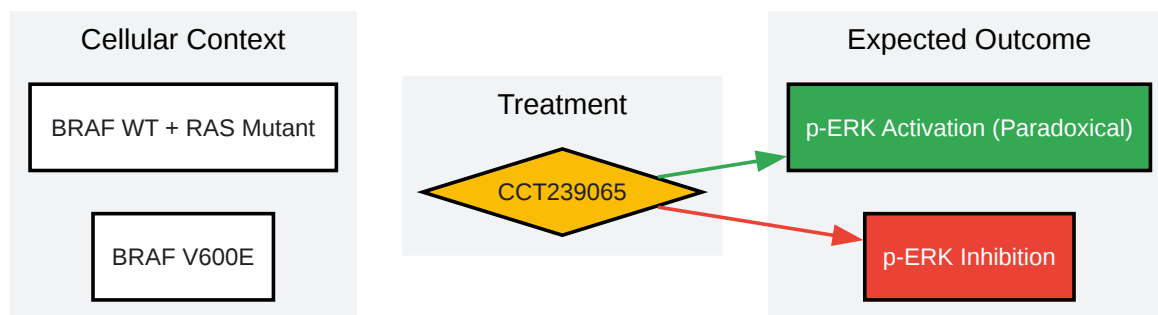 Cellular Context
BRAF WT + RAS Mutant
BRAF V600E
Treatment
CCT239065
Expected Outcome
p-ERK Activation (Paradoxical)
p-ERK Inhibition